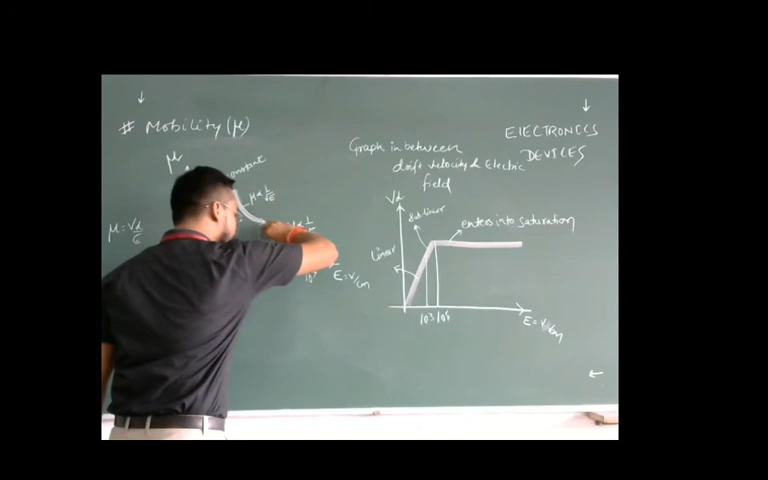 # Mobility (μ)
ELECTRONICS
DEVICES
Graph in between
drift velocity & Electric
field
μ
constant
μ ∝ 1/√E
μ = Vd/E
E = V/cm
Vd
Sublinear
enters into saturation
Linear
10³ 10⁴
E = V/cm